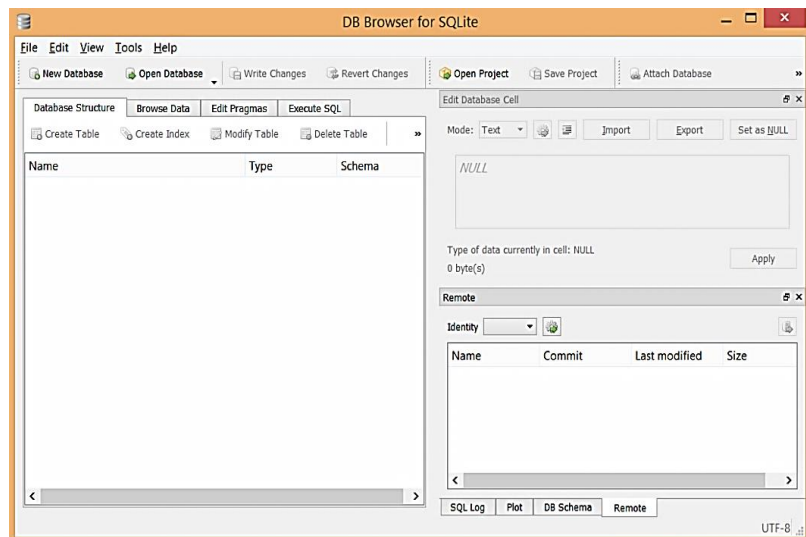 DB Browser for SQLite
File Edit View Tools Help
New Database Open Database Write Changes Revert Changes Open Project Save Project Attach Database »
Database Structure Browse Data Edit Pragmas Execute SQL
Create Table Create Index Modify Table Delete Table »
Name Type Schema
Edit Database Cell
Mode: Text Import Export Set as NULL
NULL
Type of data currently in cell: NULL
0 byte(s)
Apply
Remote
Identity
Name Commit Last modified Size
SQL Log Plot DB Schema Remote
UTF-8